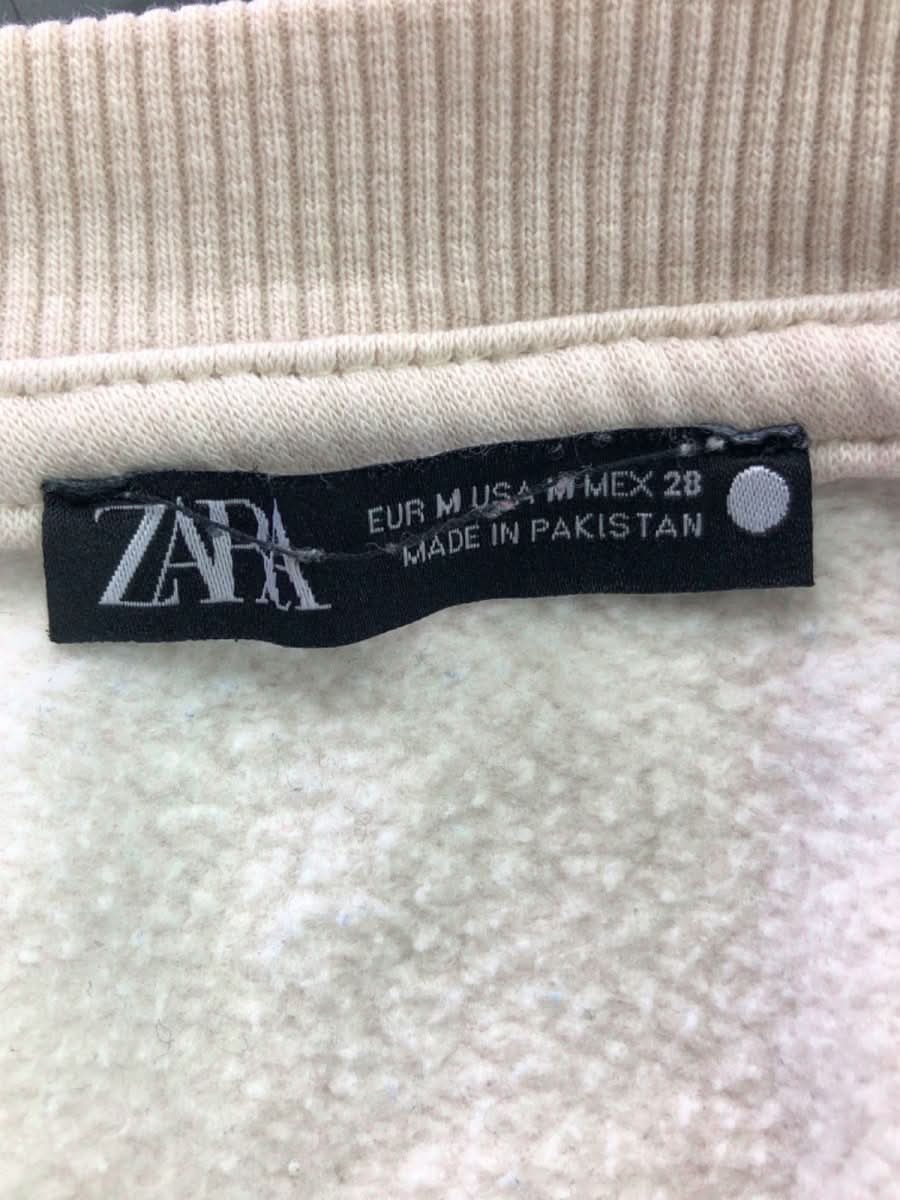 ZARA
EUR M USA M MEX 28
MADE IN PAKISTAN